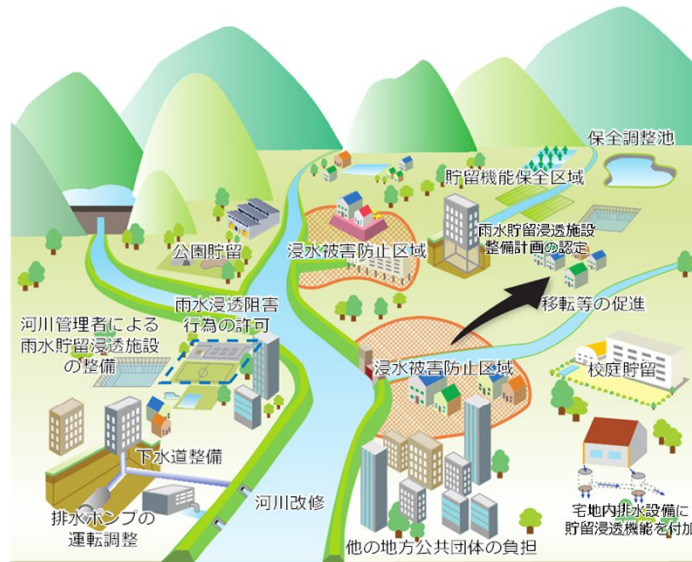 保全調整池
貯留機能保全区域
雨水貯留浸透施設
整備計画の認定
公園貯留
浸水被害防止区域
移転等の促進
雨水浸透阻害
行為の許可
河川管理者による
雨水貯留浸透施設
の整備
浸水被害防止区域
校庭貯留
下水道整備
河川改修
排水ポンプの
運転調整
他の地方公共団体の負担
宅地内排水設備に
貯留浸透機能を付加